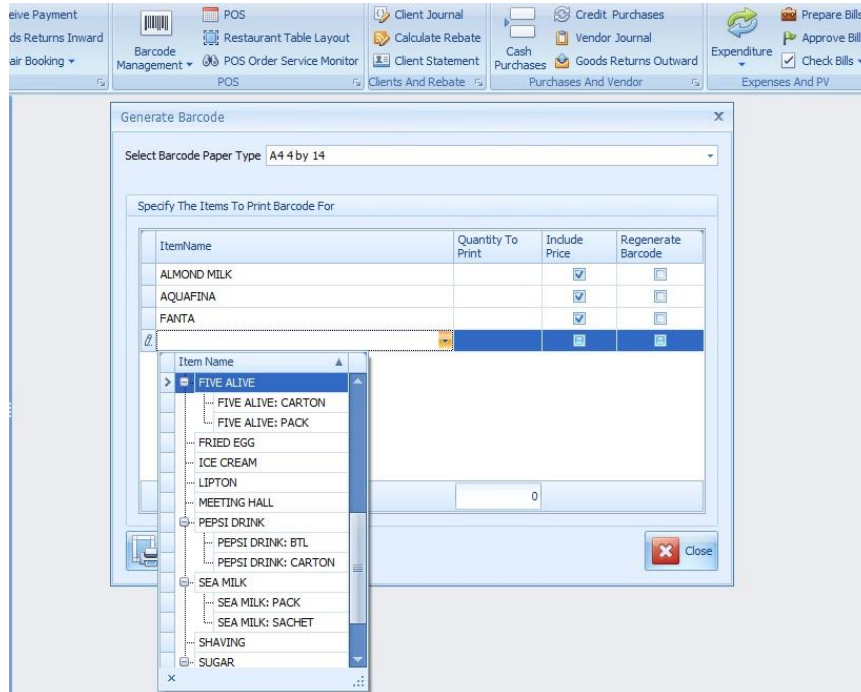 eive Payment
ds Returns Inward
air Booking
Barcode
Management
POS
Restaurant Table Layout
POS Order Service Monitor
POS
Client Journal
Calculate Rebate
Client Statement
Clients And Rebate
Cash
Purchases
Credit Purchases
Vendor Journal
Goods Returns Outward
Purchases And Vendor
Expenditure
Prepare Bills
Approve Bill
Check Bills
Expenses And PV
Generate Barcode
x
Select Barcode Paper Type A4 4 by 14
Specify The Items To Print Barcode For
ItemName
Quantity To
Print
Include
Price
Regenerate
Barcode
ALMOND MILK
AQUAFINA
FANTA
Item Name
FIVE ALIVE
FIVE ALIVE: CARTON
FIVE ALIVE: PACK
FRIED EGG
ICE CREAM
LIPTON
MEETING HALL
PEPSI DRINK
PEPSI DRINK: BTL
PEPSI DRINK: CARTON
SEA MILK
SEA MILK: PACK
SEA MILK: SACHET
SHAVING
SUGAR
x
0
Close